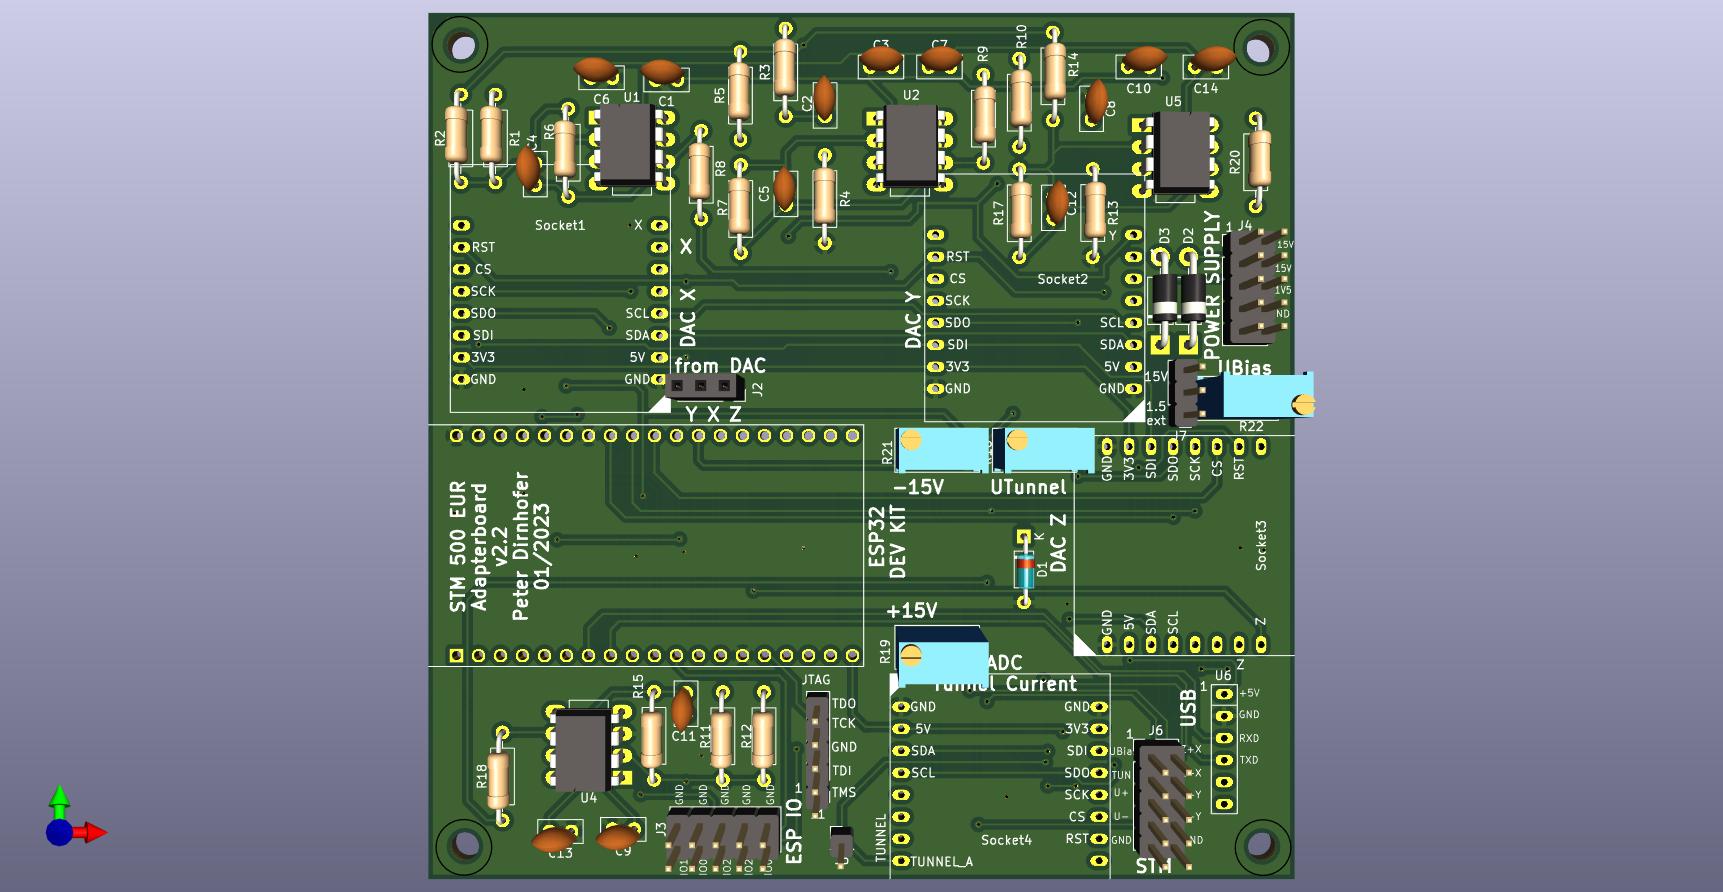 C3
C7
R9
R10
R3
R14
C6
U1
C1
R5
C2
U2
C10
C14
C8
U5
R2
R1
C4
R6
R8
R20
R7
C5
R4
R17
C12
R13
Socket1
X
Y
RST
CS
SCK
SDO
SDI
3V3
GND
SCL
SDA
5V
GND
X
DAC X
Socket2
RST
CS
SCK
SDO
SDI
3V3
GND
SCL
SDA
5V
GND
DAC Y
D3
D2
POWER SUPPLY
1
J4
15V
15V
1V5
ND
from DAC
J2
Y X Z
UBias
15V
1.5
ext
J7
R22
R21
-15V
UTunnel
GND
3V3
SDI
SDO
SCK
CS
RST
STM 500 EUR
Adapterboard
v2.2
Peter Dirnhofer
01/2023
ESP32
DEV KIT
K
D1
DAC Z
Socket3
+15V
R19
GND
5V
SDA
SCL
Z
Z
ADC
Tunnel Current
R15
JTAG
TDO
TCK
GND
TDI
TMS
1
1
C11
R11
R12
R18
U4
C13
C9
GND
GND
GND
GND
GND
J3
IO1
IO0
IO2
IO2
ESP IO
GND
5V
SDA
SCL
TUNNEL
TUNNEL_A
GND
3V3
SDI
SDO
SCK
CS
RST
Socket4
USB
U6
1
+5V
GND
RXD
TXD
1
J6
UBia
TUN
U+
U-
GND
+X
-X
-Y
-Y
ND
STM